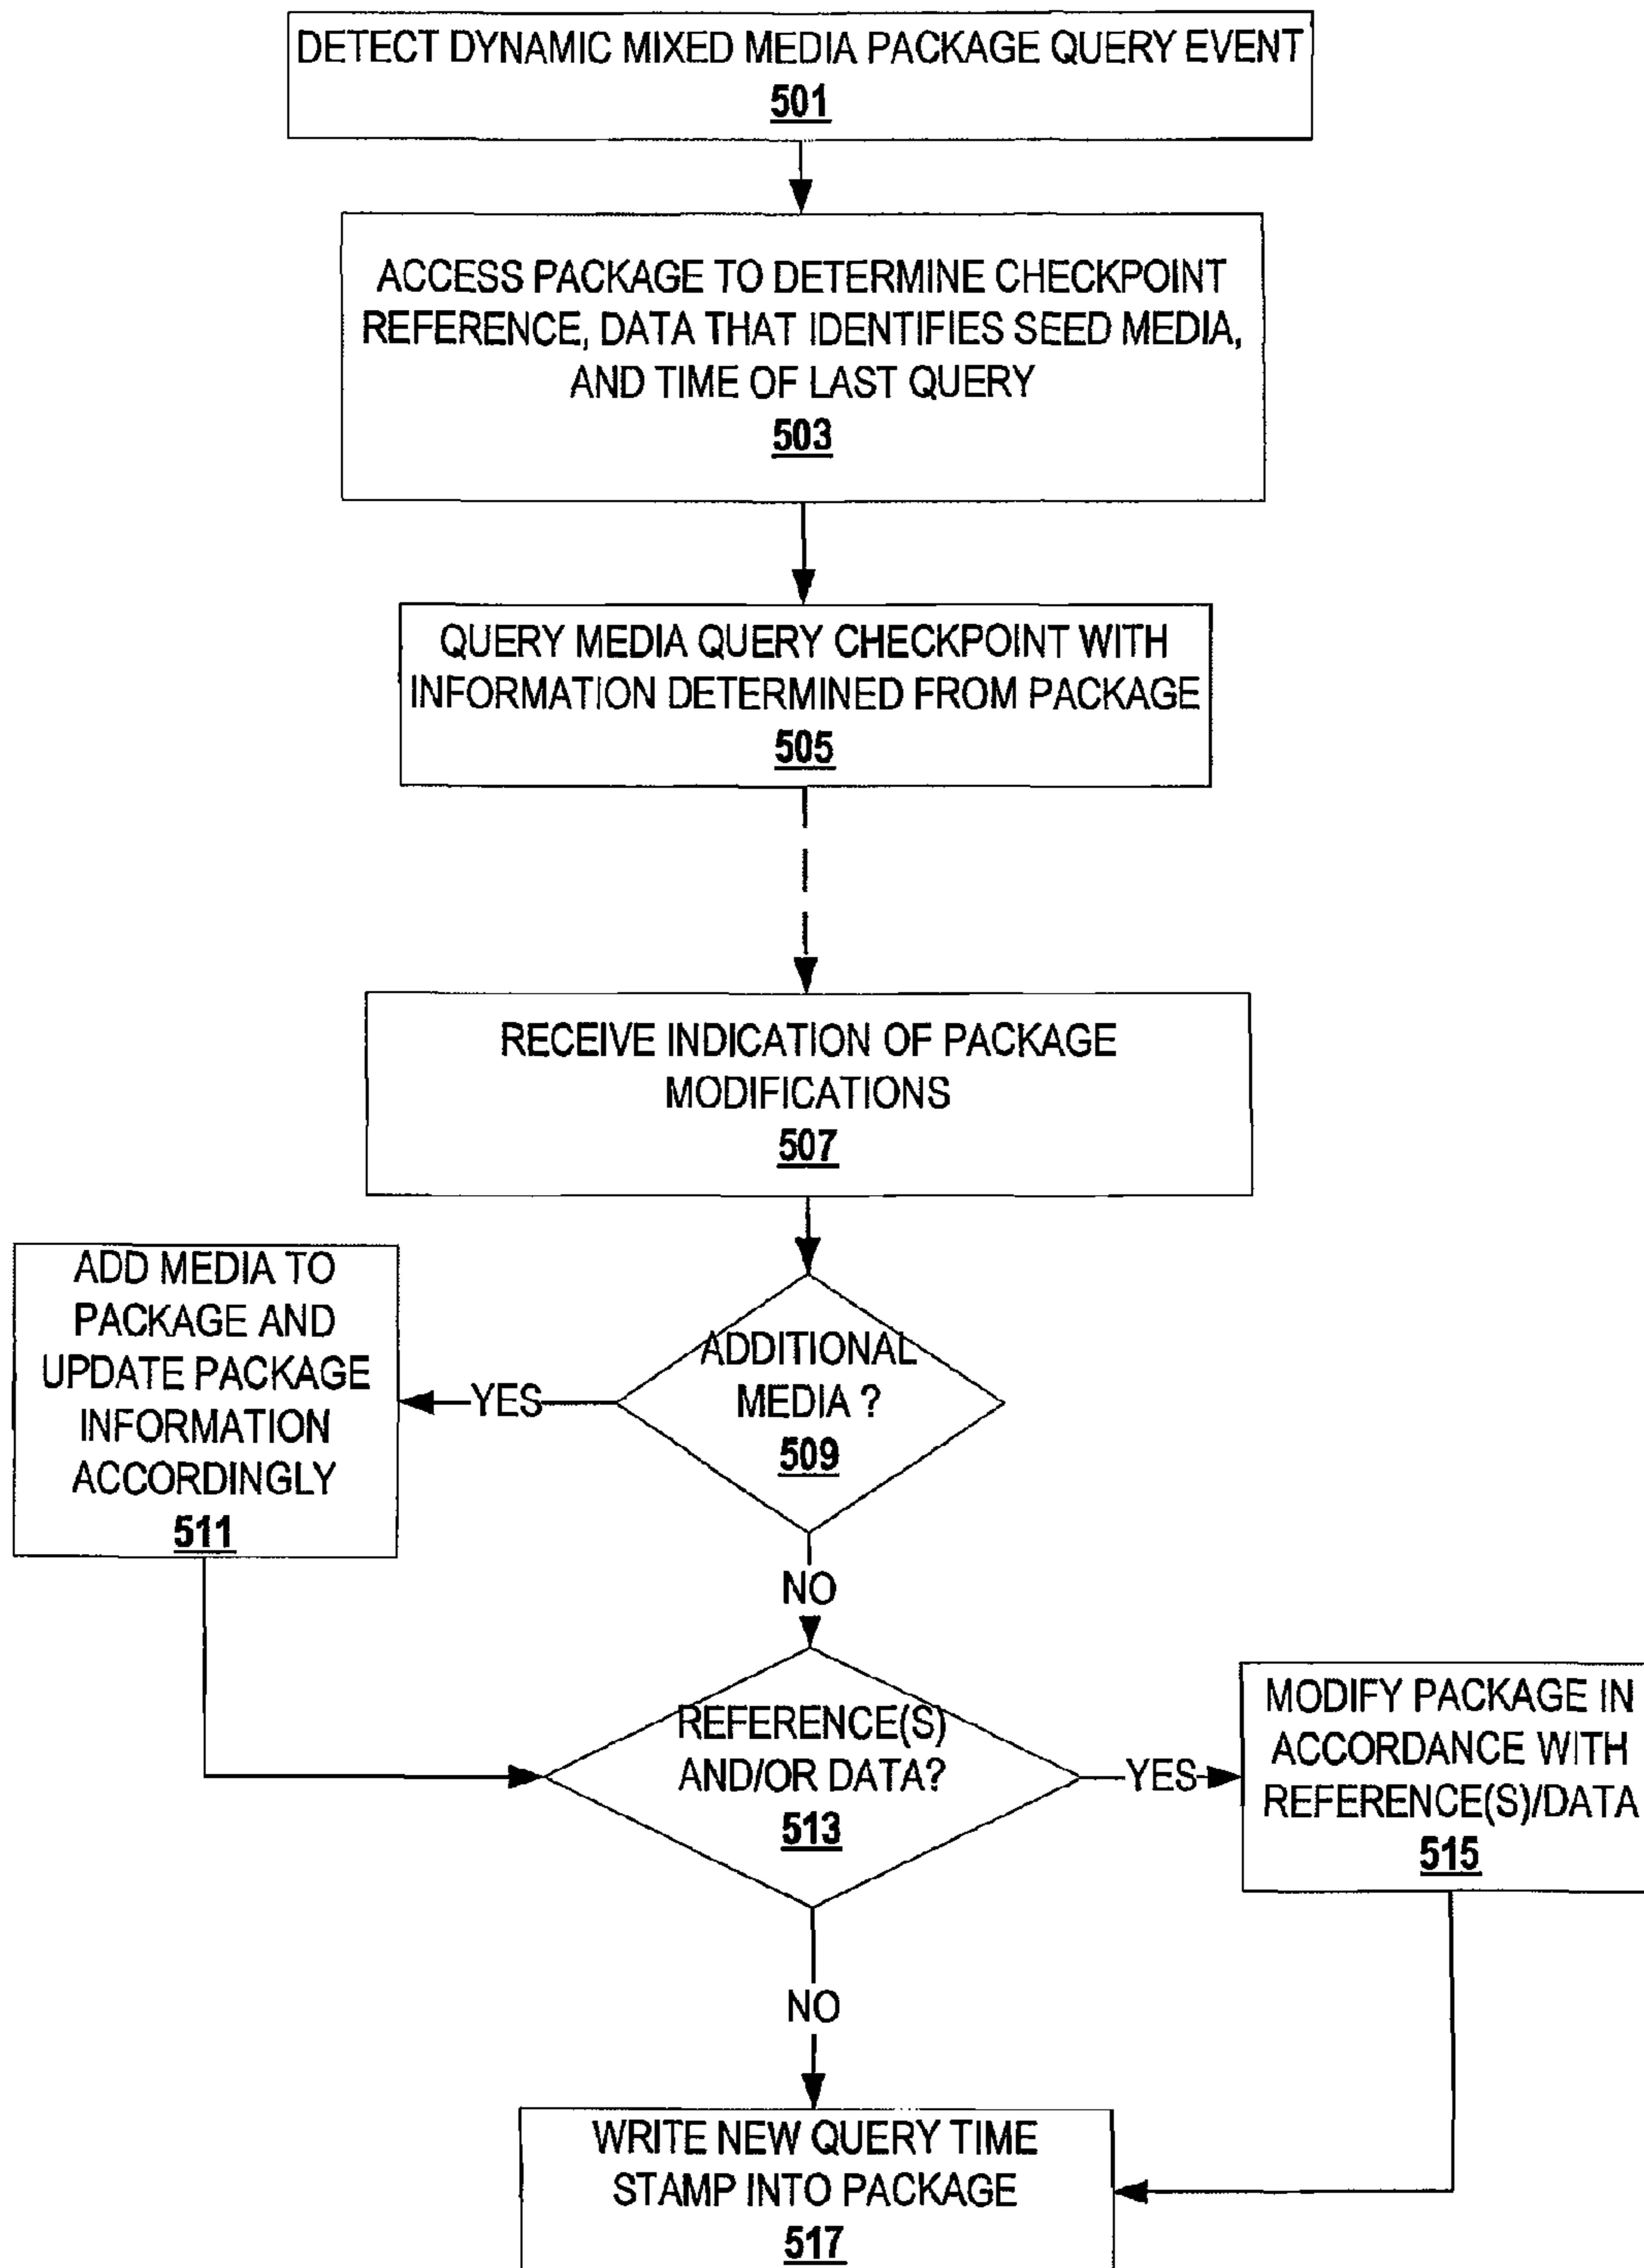 DETECT DYNAMIC MIXED MEDIA PACKAGE QUERY EVENT
501
ACCESS PACKAGE TO DETERMINE CHECKPOINT
REFERENCE, DATA THAT IDENTIFIES SEED MEDIA,
AND TIME OF LAST QUERY
503
QUERY MEDIA QUERY CHECKPOINT WITH
INFORMATION DETERMINED FROM PACKAGE
505
RECEIVE INDICATION OF PACKAGE
MODIFICATIONS
507
ADDITIONAL
MEDIA ?
509
YES
ADD MEDIA TO
PACKAGE AND
UPDATE PACKAGE
INFORMATION
ACCORDINGLY
511
NO
REFERENCE(S)
AND/OR DATA?
513
YES
MODIFY PACKAGE IN
ACCORDANCE WITH
REFERENCE(S)/DATA
515
NO
WRITE NEW QUERY TIME
STAMP INTO PACKAGE
517